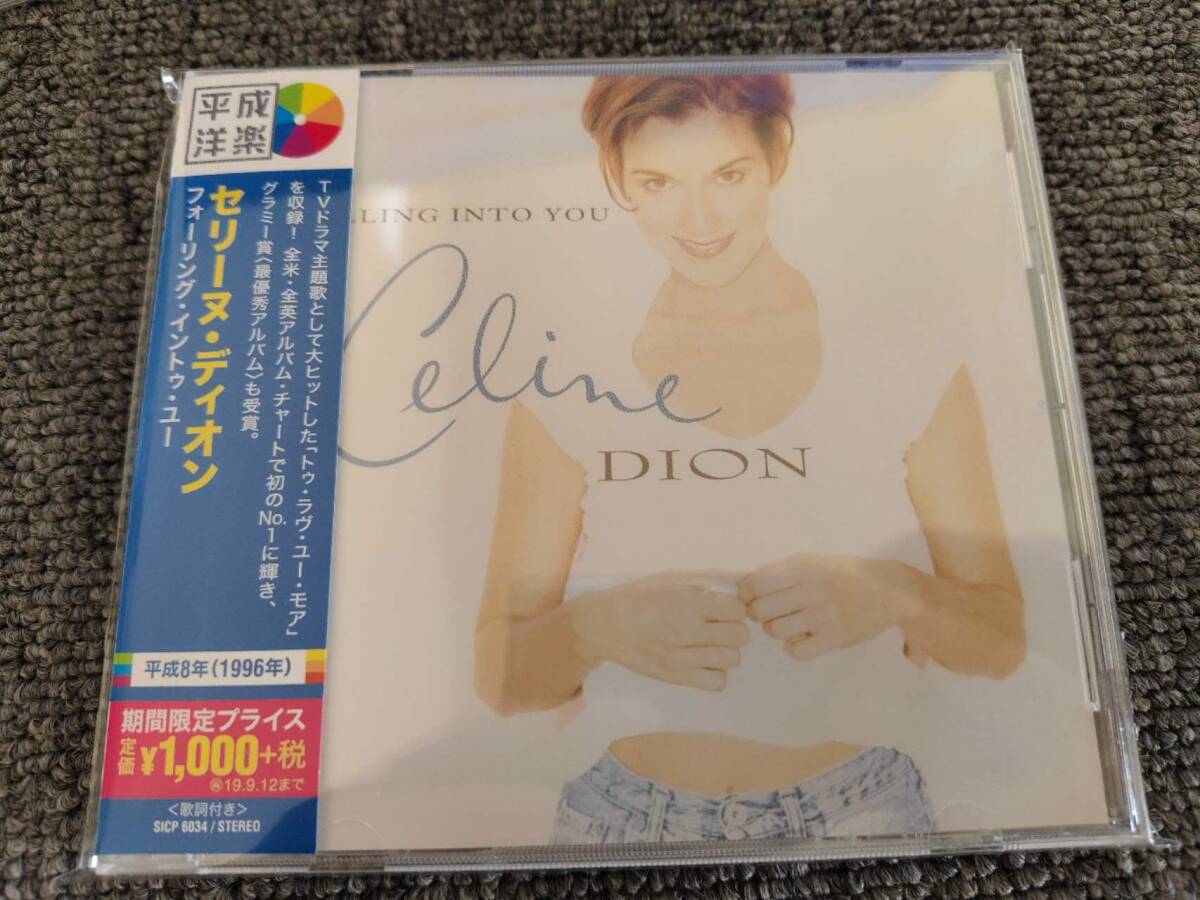 平成
洋楽
セリーヌ・ディオン
フォーリング・イントゥ・ユー
TVドラマ主題歌として大ヒットした「トゥ・ラヴ・ユー・モア」
を収録! 全米・全英アルバム・チャートで初のNo.1に輝き、
グラミー賞〈最優秀アルバム〉も受賞。
平成8年(1996年)
期間限定プライス
定価 ¥1,000+税
㊞19.9.12まで
<歌詞付き>
SICP 6034 / STEREO
LLING INTO YOU
Celine
DION